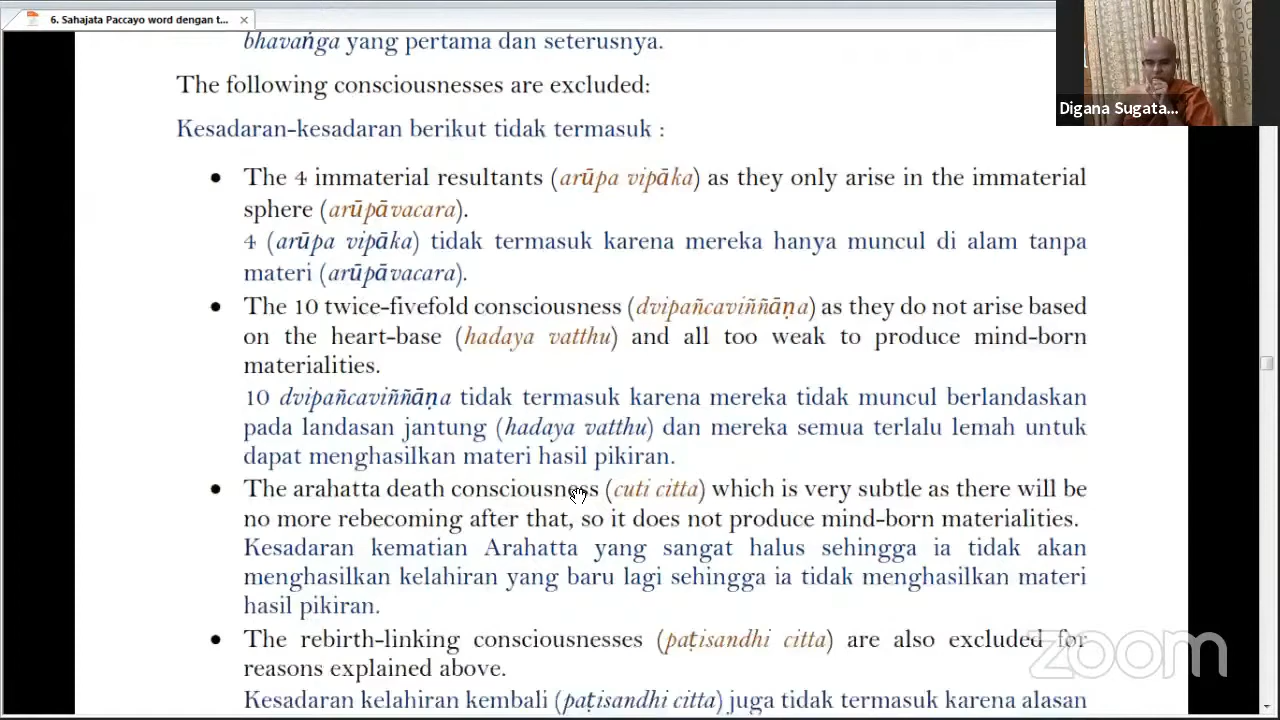 6. Sahajata Paccayo word dengan t...
bhavaṅga yang pertama dan seterusnya.
Digana Sugata...
The following consciousnesses are excluded:
Kesadaran-kesadaran berikut tidak termasuk :
• The 4 immaterial resultants (arūpa vipāka) as they only arise in the immaterial
sphere (arūpāvacara).
4 (arūpa vipāka) tidak termasuk karena mereka hanya muncul di alam tanpa
materi (arūpāvacara).
• The 10 twice-fivefold consciousness (dvipañcaviññāṇa) as they do not arise based
on the heart-base (hadaya vatthu) and all too weak to produce mind-born
materialities.
10 dvipañcaviññāṇa tidak termasuk karena mereka tidak muncul berlandaskan
pada landasan jantung (hadaya vatthu) dan mereka semua terlalu lemah untuk
dapat menghasilkan materi hasil pikiran.
• The arahatta death consciousness (cuti citta) which is very subtle as there will be
no more rebecoming after that, so it does not produce mind-born materialities.
Kesadaran kematian Arahatta yang sangat halus sehingga ia tidak akan
menghasilkan kelahiran yang baru lagi sehingga ia tidak menghasilkan materi
hasil pikiran.
• The rebirth-linking consciousnesses (paṭisandhi citta) are also excluded for
reasons explained above.
Kesadaran kelahiran kembali (paṭisandhi citta) juga tidak termasuk karena alasan
zoom